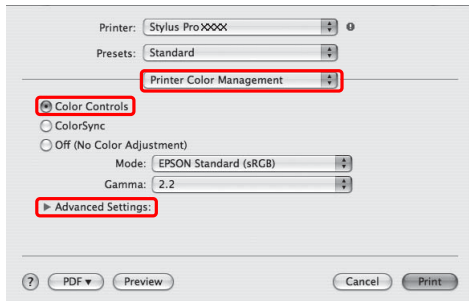 Printer: Stylus Pro XXXX
Presets: Standard
Printer Color Management
Color Controls
ColorSync
Off (No Color Adjustment)
Mode: EPSON Standard (sRGB)
Gamma: 2.2
Advanced Settings:
? PDF ▼ Preview Cancel Print